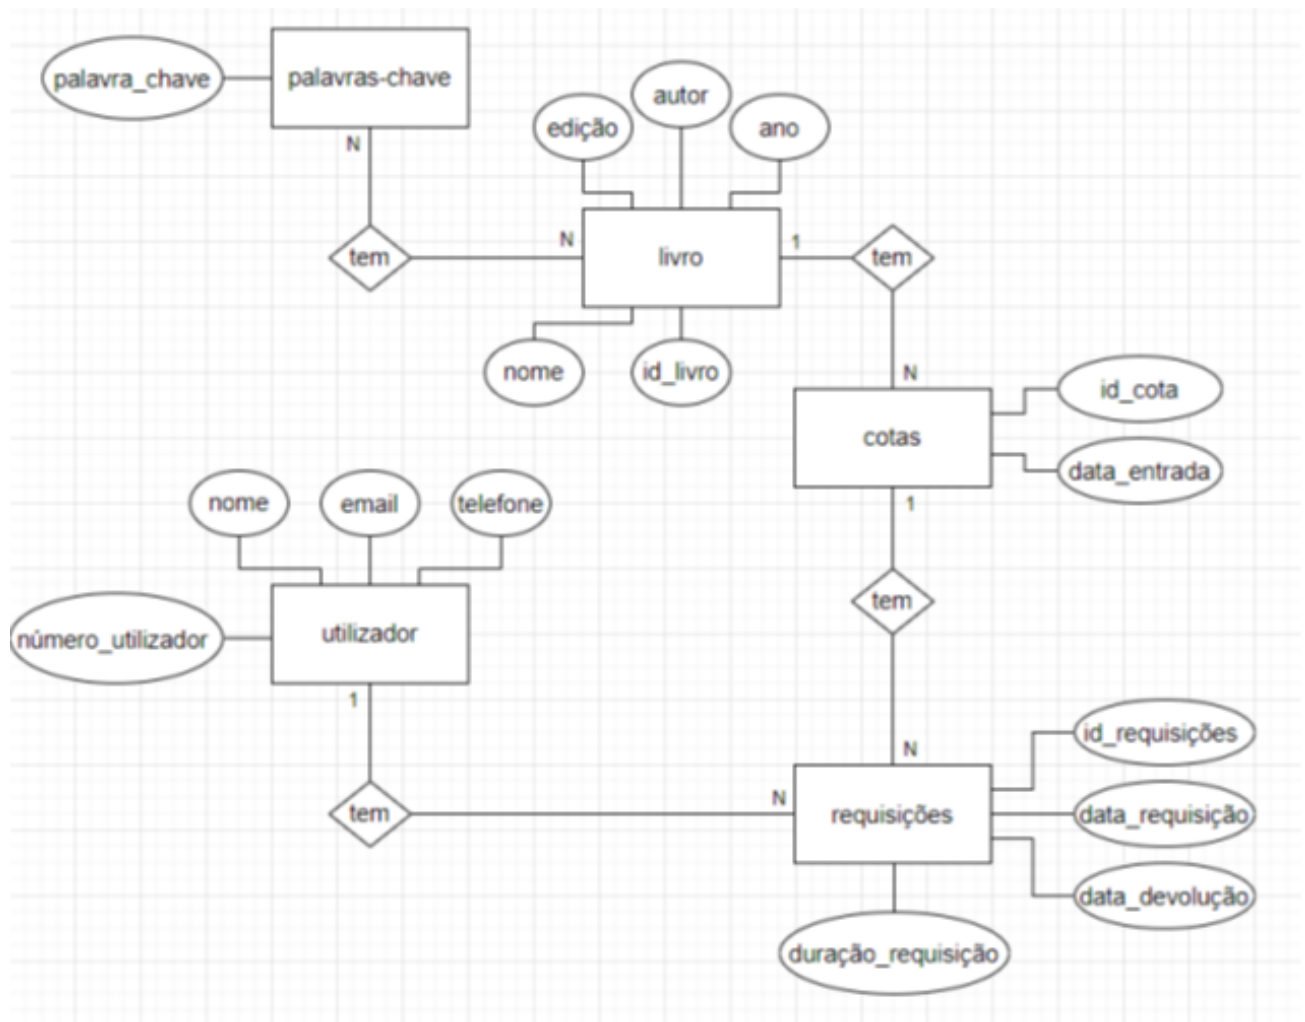 palavra_chave
palavras-chave
N
autor
edição
ano
tem
N
livro
1
tem
nome
id_livro
N
id_cota
cotas
data_entrada
1
nome
email
telefone
tem
número_utilizador
utilizador
1
id_requisições
N
tem
N
requisições
data_requisição
data_devolução
duração_requisição